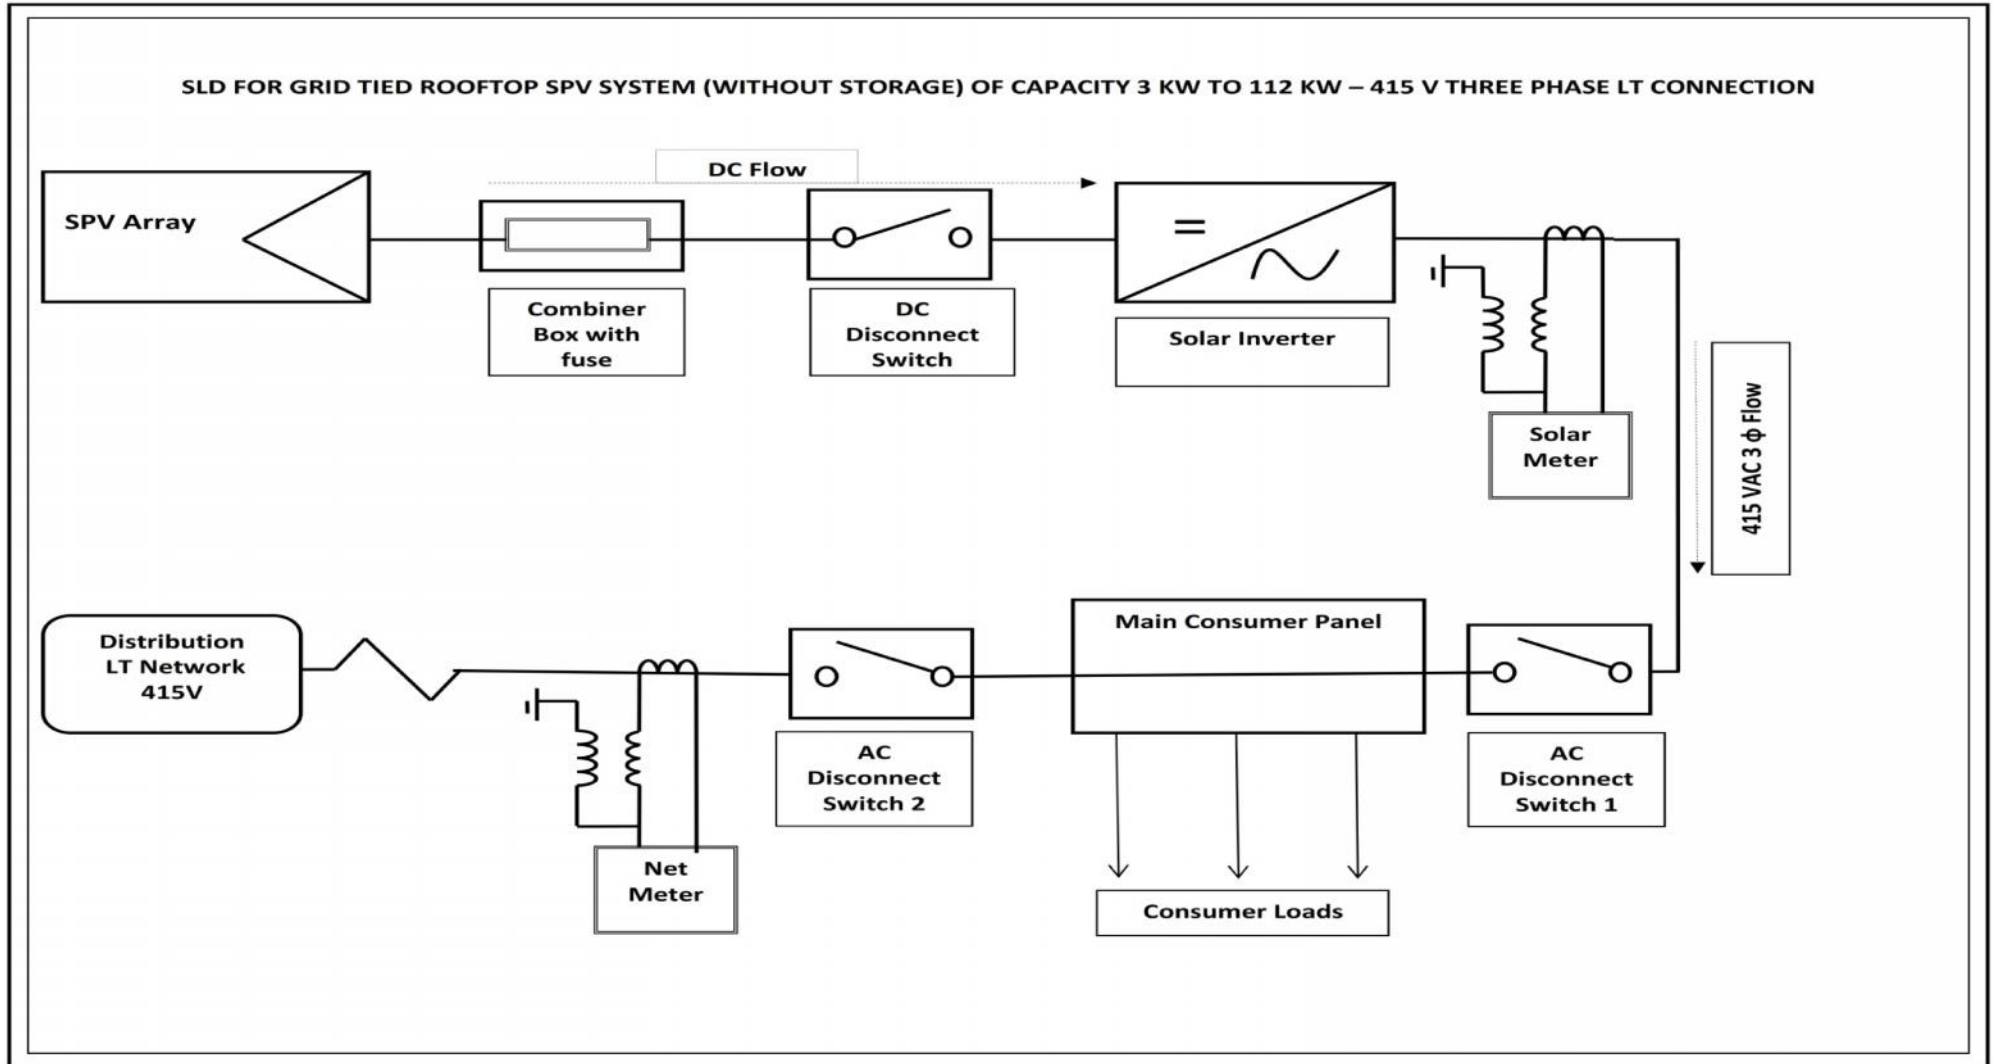 SLD FOR GRID TIED ROOFTOP SPV SYSTEM (WITHOUT STORAGE) OF CAPACITY 3 KW TO 112 KW – 415 V THREE PHASE LT CONNECTION
DC Flow
SPV Array
Combiner
Box with
fuse
DC
Disconnect
Switch
Solar Inverter
Solar
Meter
415 VAC 3 ϕ Flow
Distribution
LT Network
415V
Net
Meter
AC
Disconnect
Switch 2
Main Consumer Panel
Consumer Loads
AC
Disconnect
Switch 1